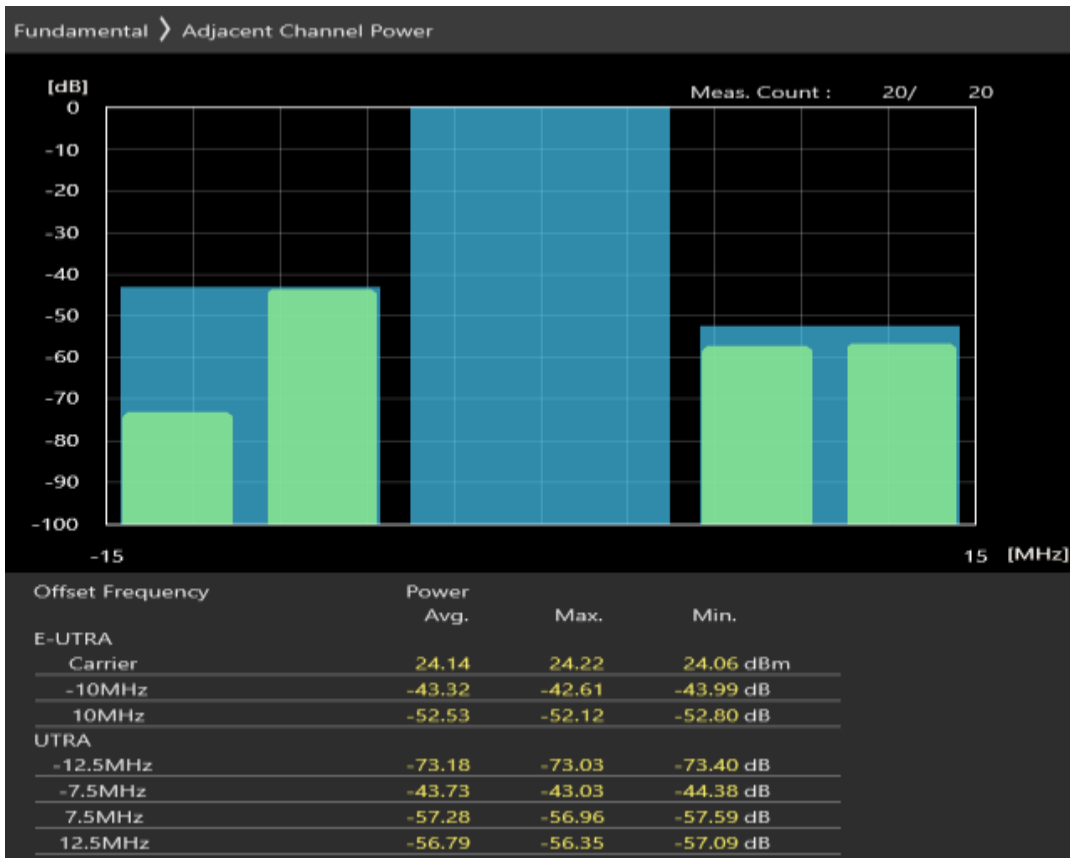 Fundamental 〉 Adjacent Channel Power
[dB]
Meas. Count : 20/ 20
0
-10
-20
-30
-40
-50
-60
-70
-80
-90
-100
-15 15 [MHz]
Offset Frequency Power
Avg. Max. Min.
E-UTRA
Carrier 24.14 24.22 24.06 dBm
-10MHz -43.32 -42.61 -43.99 dB
10MHz -52.53 -52.12 -52.80 dB
UTRA
-12.5MHz -73.18 -73.03 -73.40 dB
-7.5MHz -43.73 -43.03 -44.38 dB
7.5MHz -57.28 -56.96 -57.59 dB
12.5MHz -56.79 -56.35 -57.09 dB